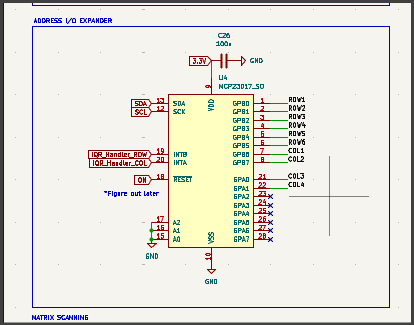 ADDRESS I/O EXPANDER
C26
100n
3.3V
GND
U4
MCP23017_SO
9
VDD
SDA 13 SDA
SCL 12 SCK
IQR_Handler_ROW 19 INTB
IQR_Handler_COL 20 INTA
ON 18 RESET
*Figure out later
17 A2
16 A1
15 A0
GND
GPB0 1 ROW1
GPB1 2 ROW2
GPB2 3 ROW3
GPB3 4 ROW4
GPB4 5 ROW5
GPB5 6 ROW6
GPB6 7 COL1
GPB7 8 COL2
GPA0 21 COL3
GPA1 22 COL4
GPA2 23
GPA3 24
GPA4 25
GPA5 26
GPA6 27
GPA7 28
VSS
10
GND
MATRIX SCANNING